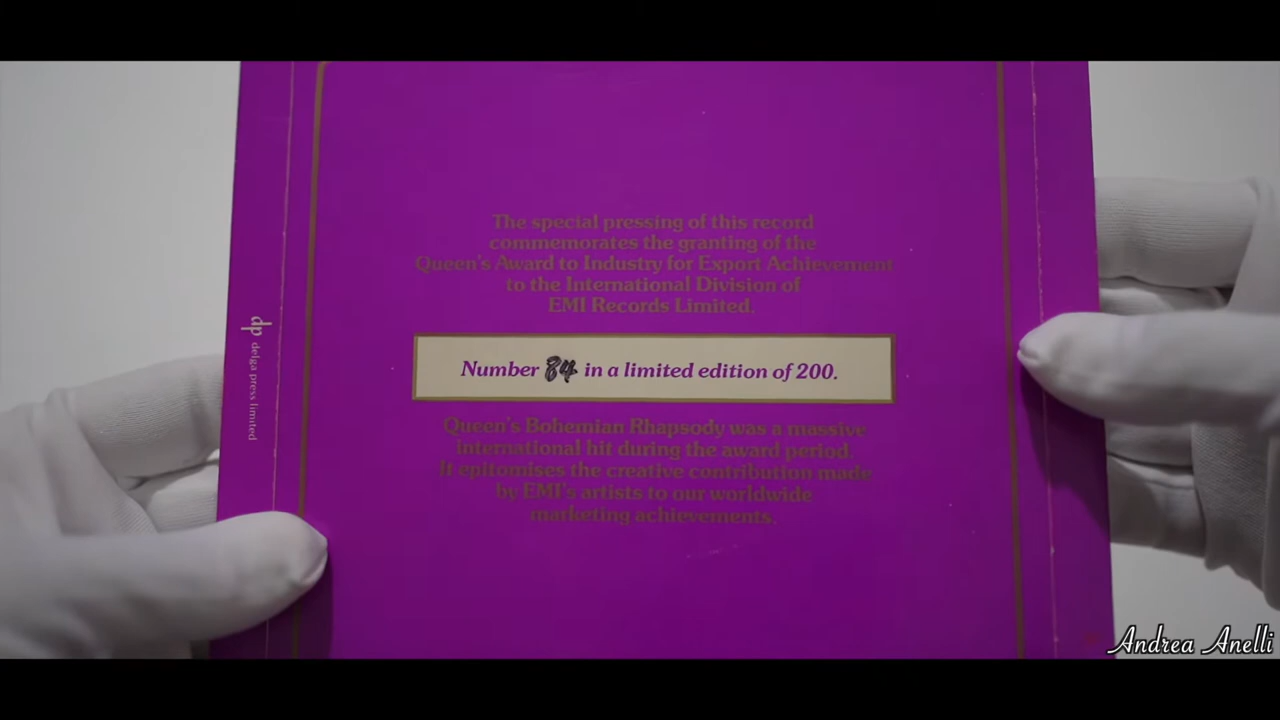 The special pressing of this record
commemorates the granting of the
Queen's Award to Industry for Export Achievement
to the International Division of
EMI Records Limited.
Number 84 in a limited edition of 200.
Queen's Bohemian Rhapsody was a massive
international hit during the award period.
It epitomises the creative contribution made
by EMI's artists to our worldwide
marketing achievements.
dp delga press limited
Andrea Anelli